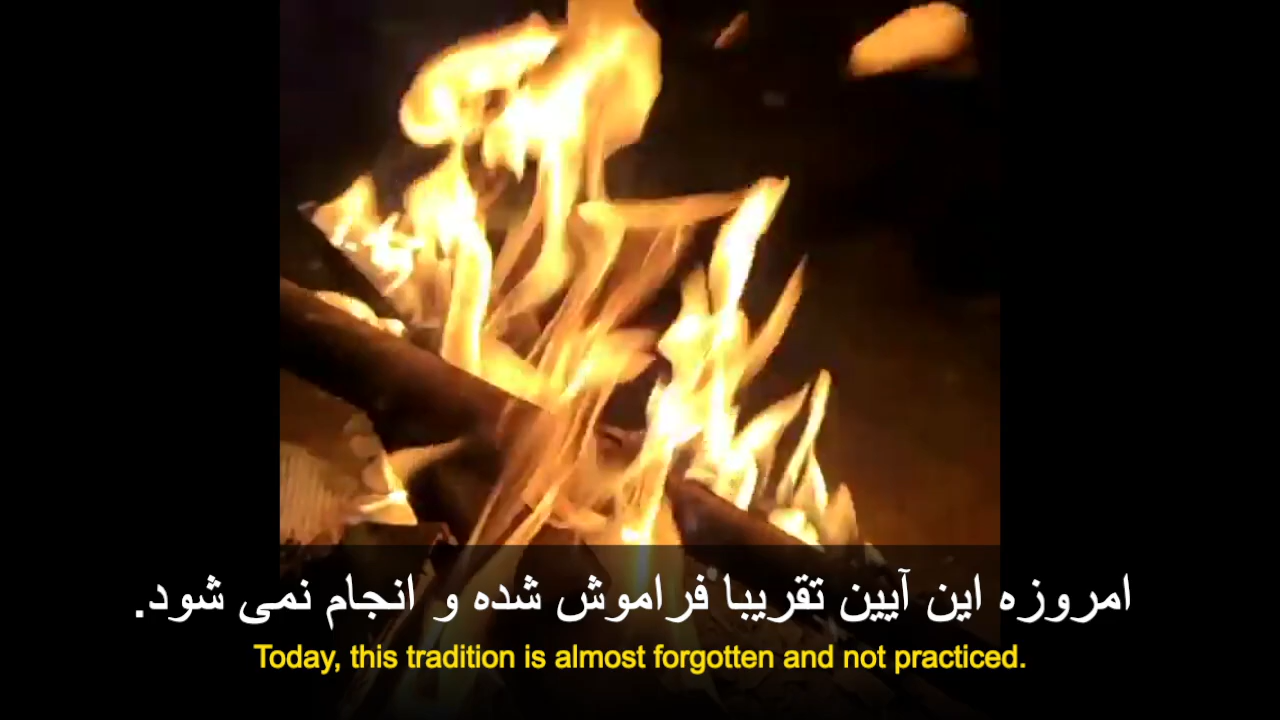 امروزه این آیین تقریبا فراموش شده و انجام نمی شود.
Today, this tradition is almost forgotten and not practiced.